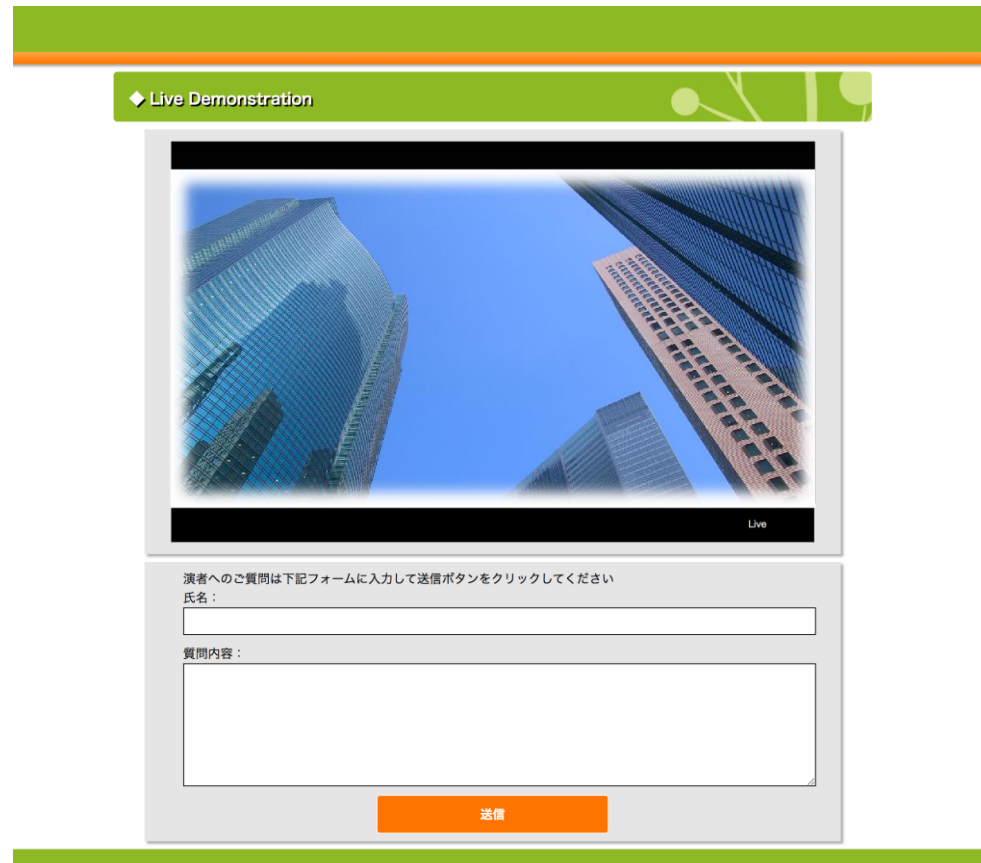 ◆ Live Demonstration
Live
演者へのご質問は下記フォームに入力して送信ボタンをクリックしてください
氏名：
質問内容：
送信